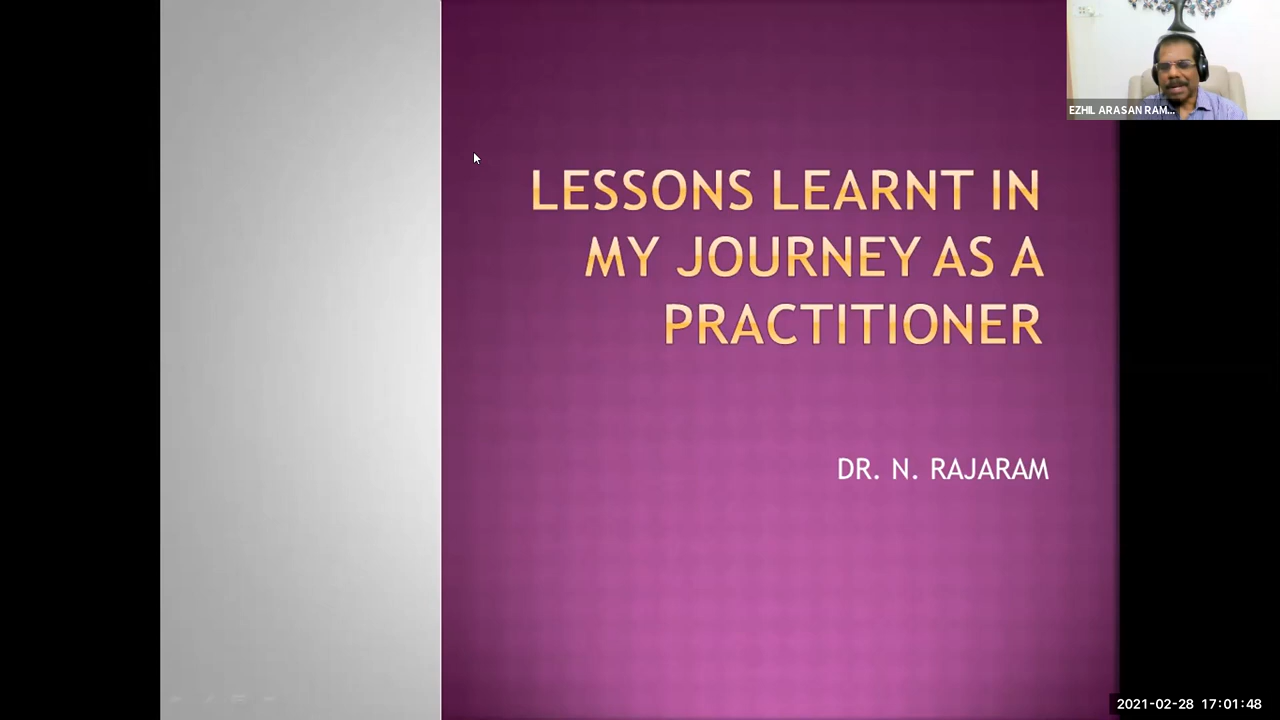 EZHIL ARASAN RAM...
LESSONS LEARNT IN
MY JOURNEY AS A
PRACTITIONER
DR. N. RAJARAM
2021-02-28 17:01:48